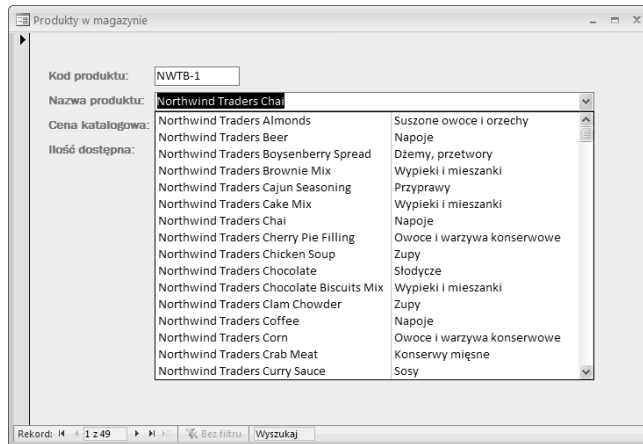 Produkty w magazynie
Kod produktu: NWTB-1
Nazwa produktu: Northwind Traders Chai
Cena katalogowa:
Ilość dostępna:
Northwind Traders Almonds Suszone owoce i orzechy
Northwind Traders Beer Napoje
Northwind Traders Boysenberry Spread Dżemy, przetwory
Northwind Traders Brownie Mix Wypieki i mieszanki
Northwind Traders Cajun Seasoning Przyprawy
Northwind Traders Cake Mix Wypieki i mieszanki
Northwind Traders Chai Napoje
Northwind Traders Cherry Pie Filling Owoce i warzywa konserwowe
Northwind Traders Chicken Soup Zupy
Northwind Traders Chocolate Słodycze
Northwind Traders Chocolate Biscuits Mix Wypieki i mieszanki
Northwind Traders Clam Chowder Zupy
Northwind Traders Coffee Napoje
Northwind Traders Corn Owoce i warzywa konserwowe
Northwind Traders Crab Meat Konserwy mięsne
Northwind Traders Curry Sauce Sosy
Rekord: 1 z 49 Bez filtru Wyszukaj